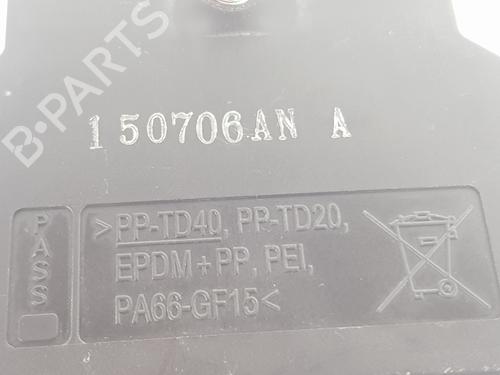 150706AN A
PASS
>PP-TD40, PP-TD20,
EPDM+PP, PEI,
PA66-GF15<
B-PARTS